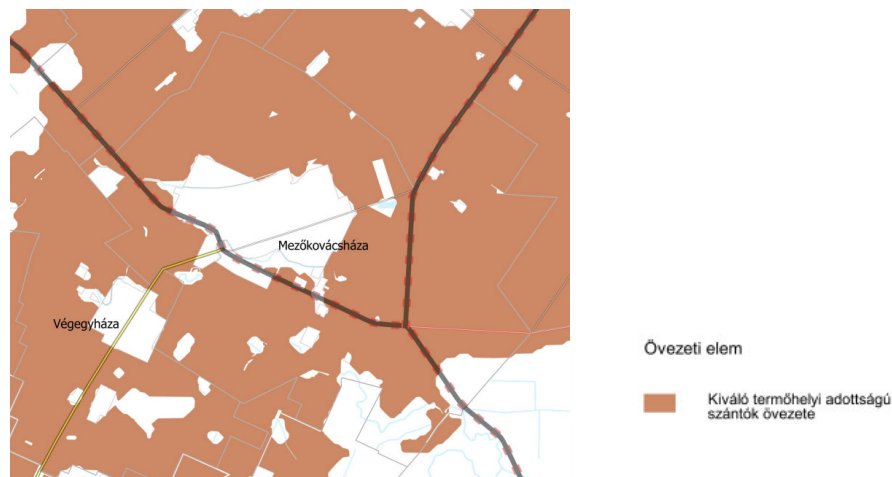 Mezőkovácsháza
Végegyháza
Övezeti elem
Kiváló termőhelyi adottságú
szántók övezete